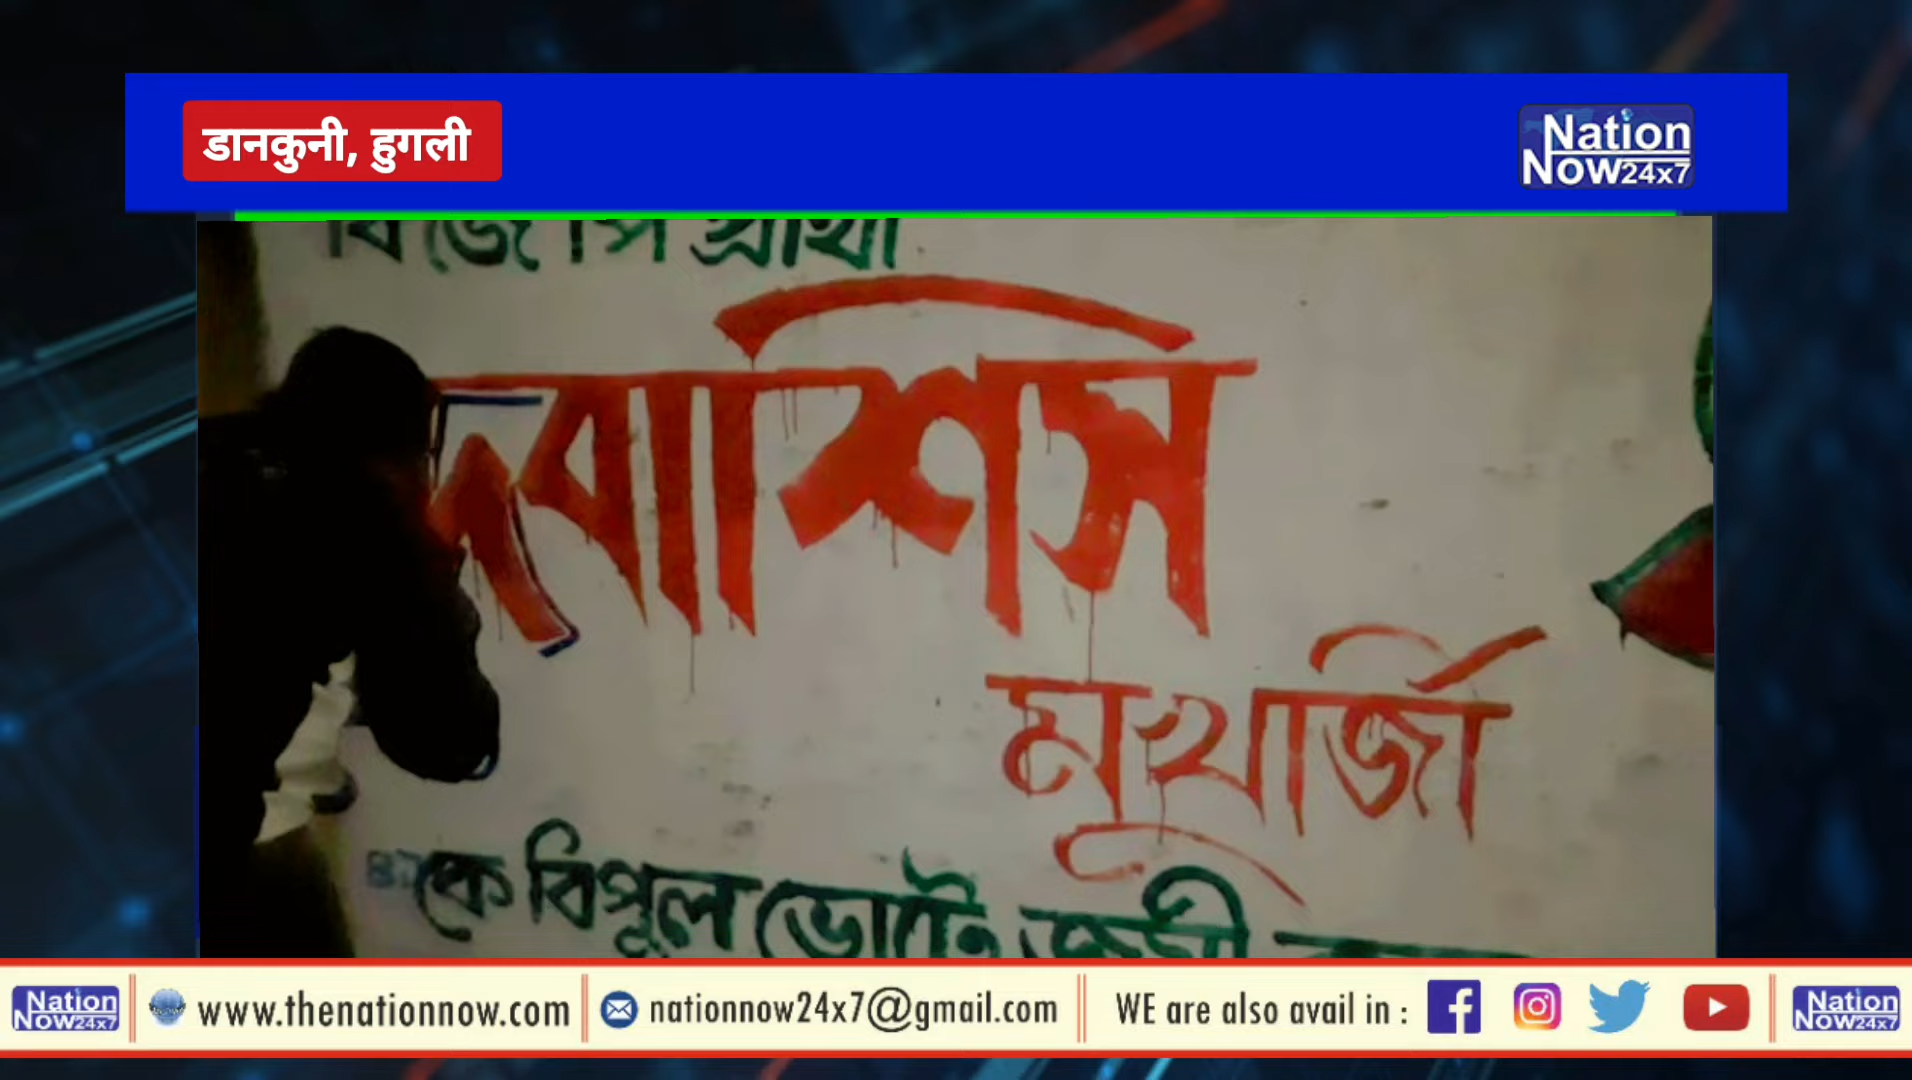 डानकुनी, हुगली
Nation
Now24x7
বিজেপি প্রার্থী
দেবাশিস
মুখার্জী
কে বিপুল ভোটে জয়ী
Nation
Now24x7
www.thenationnow.com
nationnow24x7@gmail.com
WE are also avail in :
Nation
Now24x7